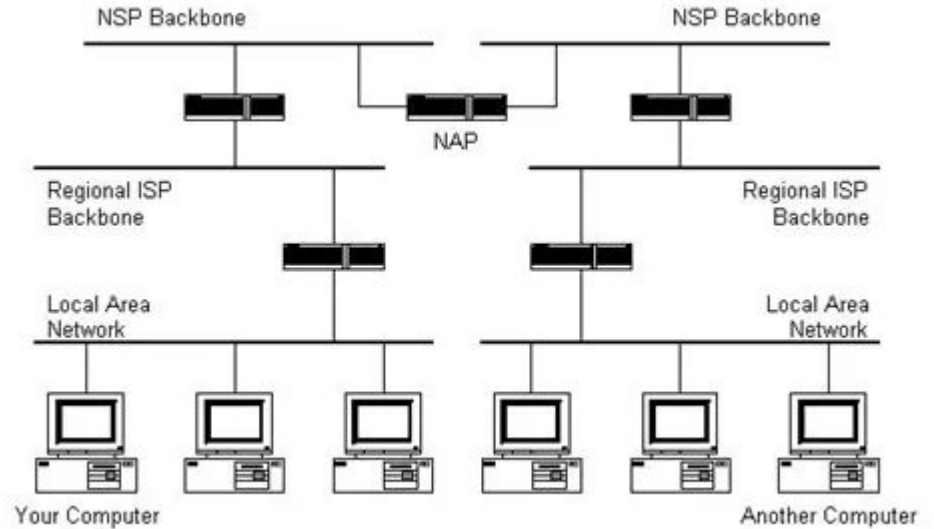 NSP Backbone
NSP Backbone
NAP
Regional ISP
Backbone
Regional ISP
Backbone
Local Area
Network
Local Area
Network
Your Computer
Another Computer